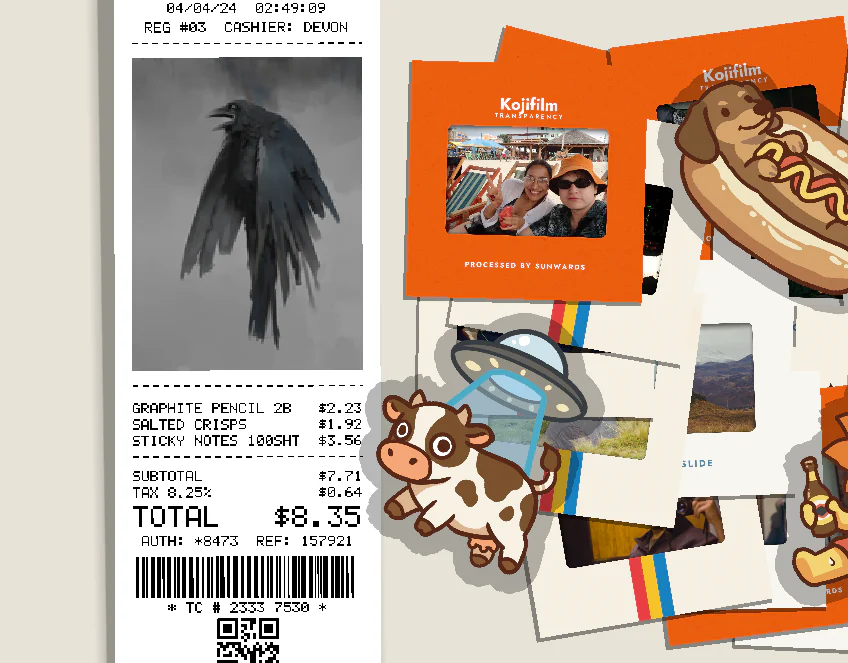 04/04/24 02:49:09
REG #03 CASHIER: DEVON
GRAPHITE PENCIL 2B $2.23
SALTED CRISPS $1.92
STICKY NOTES 100SHT $3.56
SUBTOTAL $7.71
TAX 8.25% $0.64
TOTAL $8.35
AUTH: *8473 REF: 157921
* TC # 2333 7530 *
Kojifilm
TRANSPARENCY
PROCESSED BY SUNWARDS
Kojifilm
SLIDE